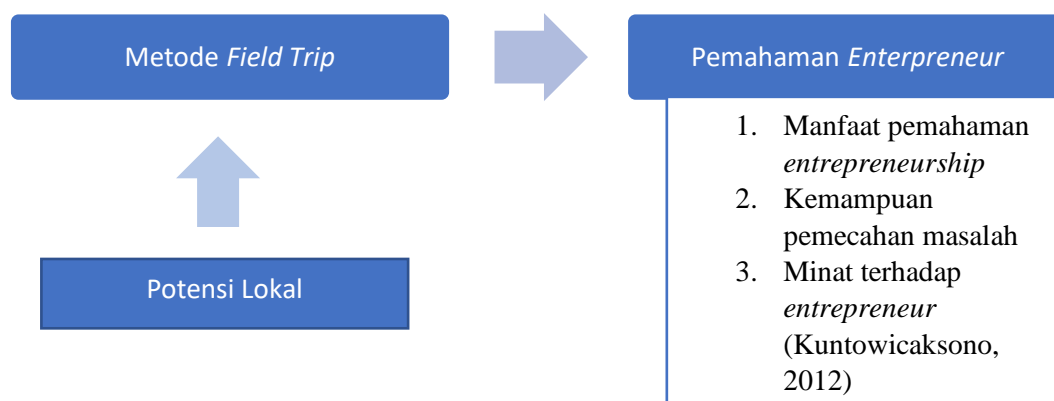 Metode Field Trip
Pemahaman Enterpreneur
1. Manfaat pemahaman
entrepreneurship
2. Kemampuan
pemecahan masalah
3. Minat terhadap
entrepreneur
(Kuntowicaksono,
2012)
Potensi Lokal